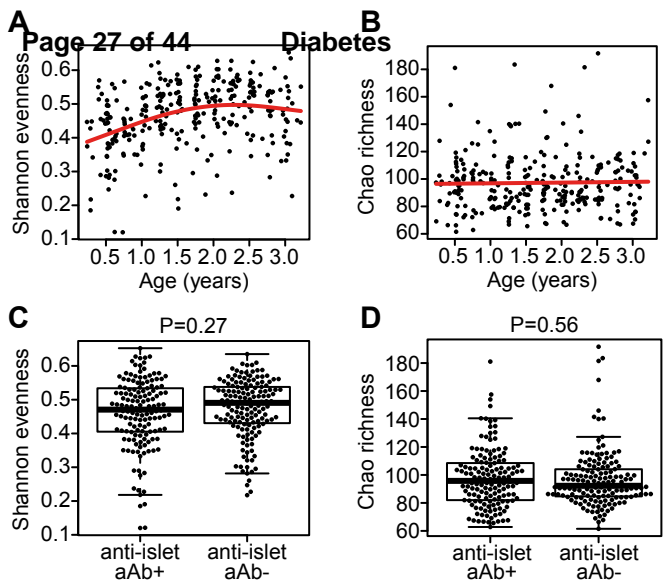 A
Page 27 of 44
Diabetes
B
Shannon evenness
0.6
0.5
0.4
0.3
0.2
0.1
0.5 1.0 1.5 2.0 2.5 3.0
Age (years)
Chao richness
180
160
140
120
100
80
60
0.5 1.0 1.5 2.0 2.5 3.0
Age (years)
C
P=0.27
Shannon evenness
0.6
0.5
0.4
0.3
0.2
0.1
anti-islet anti-islet
aAb+ aAb-
D
P=0.56
Chao richness
180
160
140
120
100
80
60
anti-islet anti-islet
aAb+ aAb-